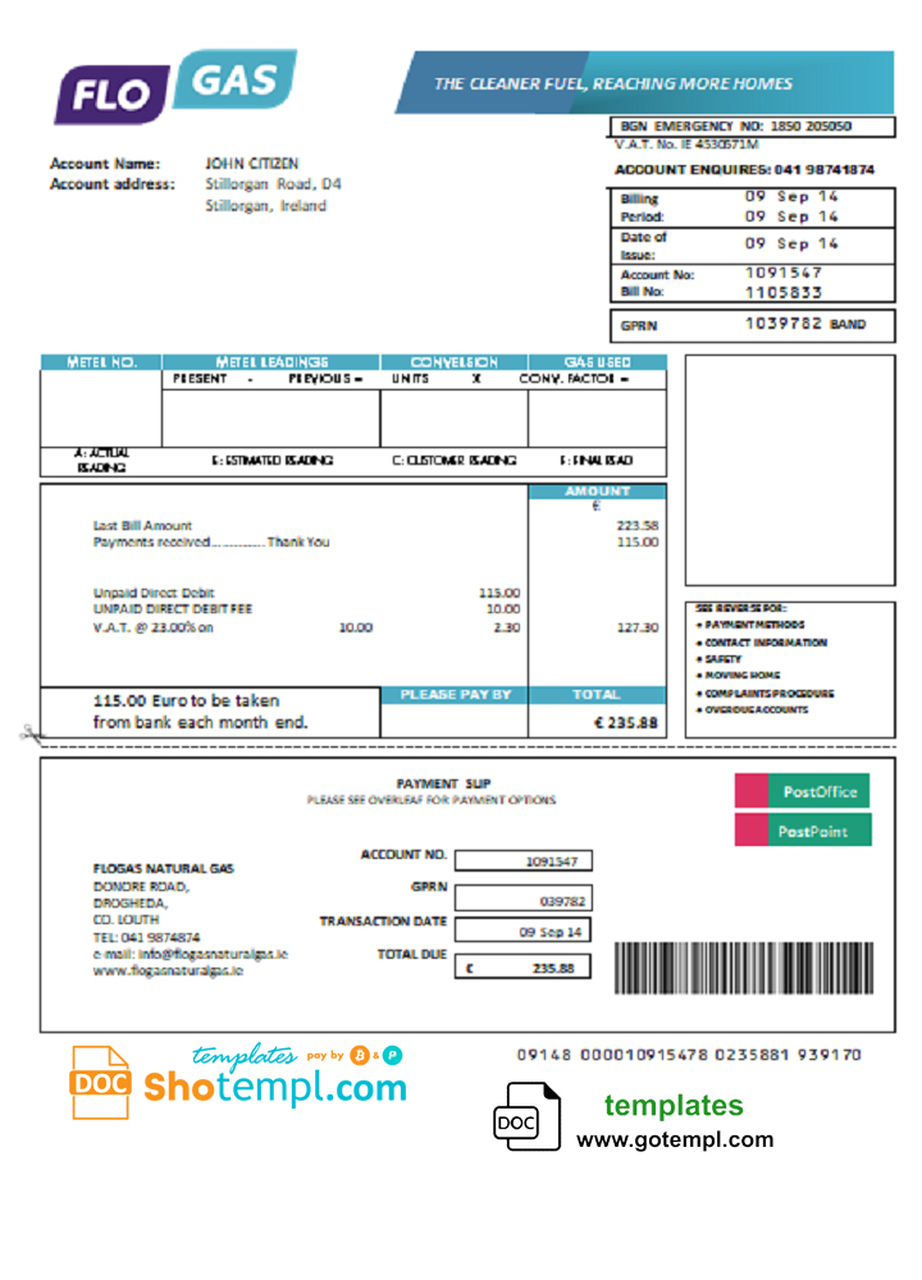 FLO GAS
THE CLEANER FUEL, REACHING MORE HOMES
BGN EMERGENCY NO: 1850 205050
V.A.T. No. IE 4530571M
ACCOUNT ENQUIRES: 041 98741874
Account Name: JOHN CITIZEN
Account address: Stillorgan Road, D4
Stillorgan, Ireland
Billing 09 Sep 14
Period: 09 Sep 14
Date of
Issue: 09 Sep 14
Account No: 1091547
Bill No: 1105833
GPRN 1039782 BAND
METEL NO. METEL LEADINGS CONVELSION GAS USED
PRESENT - PREVIOUS = UNITS X CONV. FACTOR =
A : ACTUAL
READING
E : ESTIMATED READING C : CUSTOMER READING F : FINAL READ
AMOUNT
€
Last Bill Amount 223.58
Payments received.............. Thank You 115.00
Unpaid Direct Debit 115.00
UNPAID DIRECT DEBIT FEE 10.00
V.A.T. @ 23.00% on 10.00 2.30 127.30
SEE REVERSE FOR:
• PAYMENT METHODS
• CONTACT INFORMATION
• SAFETY
• MOVING HOME
• COMPLAINTS PROCEDURE
• OVERDUE ACCOUNTS
115.00 Euro to be taken
from bank each month end.
PLEASE PAY BY TOTAL
€ 235.88
PAYMENT SLIP
PLEASE SEE OVERLEAF FOR PAYMENT OPTIONS
PostOffice
PostPoint
FLOGAS NATURAL GAS
DONORE ROAD,
DROGHEDA,
CO. LOUTH
TEL: 041 9874874
e-mail: info@flogasnaturalgas.ie
www.flogasnaturalgas.ie
ACCOUNT NO. 1091547
GPRN 039782
TRANSACTION DATE 09 Sep 14
TOTAL DUE € 235.88
09148 000010915478 0235881 939170
templates pay by B & P
DOC Shotempl.com
DOC templates
www.gotempl.com